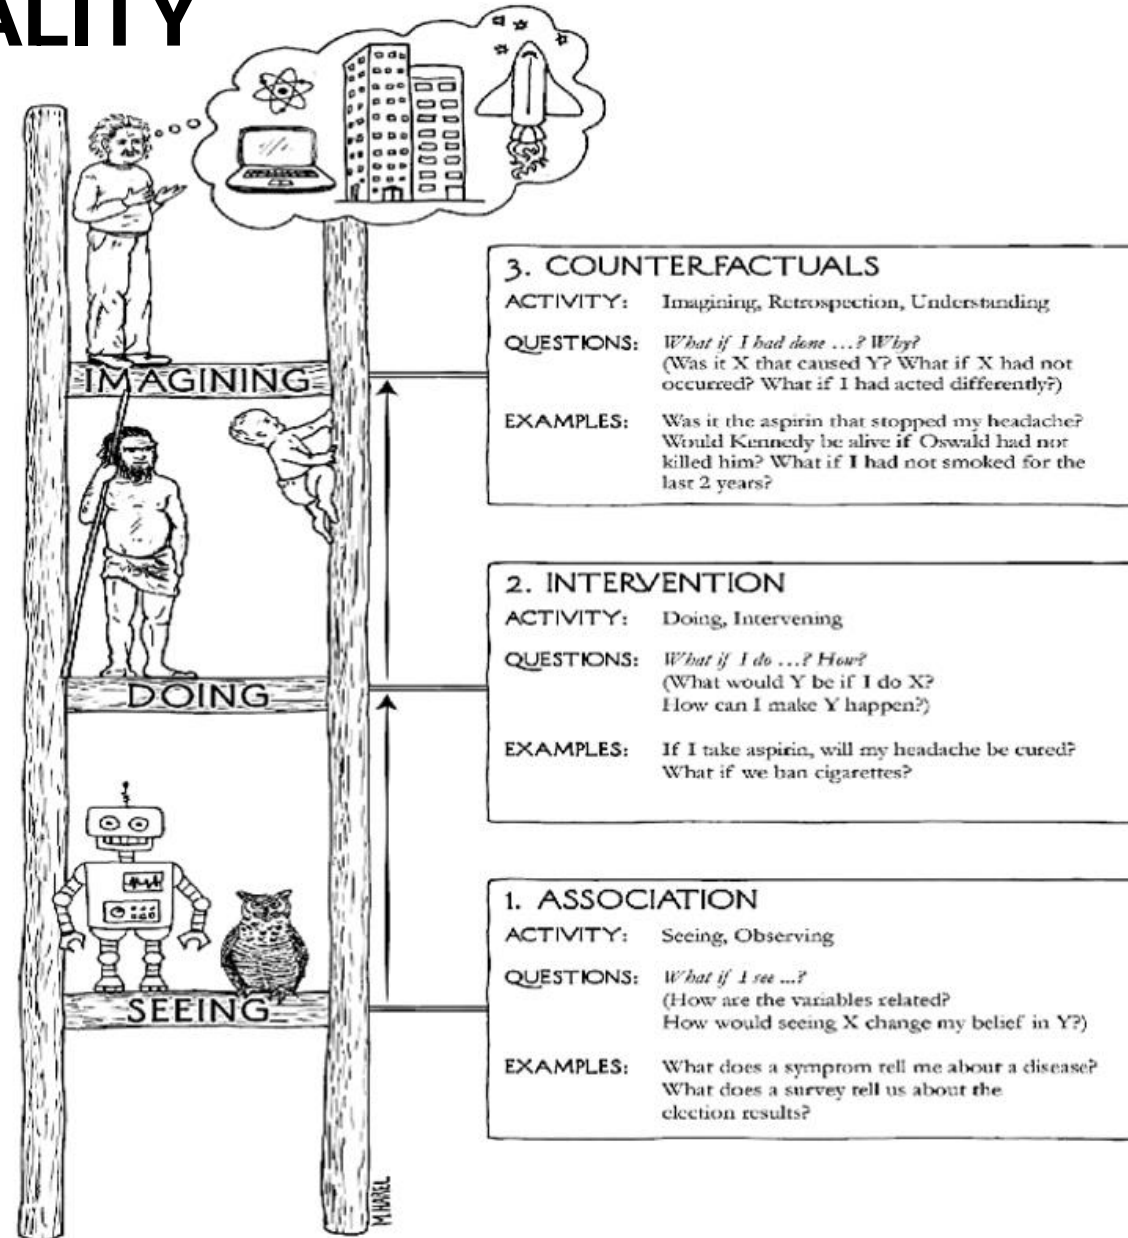 ALITY
3. COUNTERFACTUALS
ACTIVITY: Imagining, Retrospection, Understanding
QUESTIONS: What if I had done ...? Why?
(Was it X that caused Y? What if X had not
occurred? What if I had acted differently?)
EXAMPLES: Was it the aspirin that stopped my headache?
Would Kennedy be alive if Oswald had not
killed him? What if I had not smoked for the
last 2 years?
IMAGINING
2. INTERVENTION
ACTIVITY: Doing, Intervening
QUESTIONS: What if I do ...? How?
(What would Y be if I do X?
How can I make Y happen?)
EXAMPLES: If I take aspirin, will my headache be cured?
What if we ban cigarettes?
DOING
1. ASSOCIATION
ACTIVITY: Seeing, Observing
QUESTIONS: What if I see ...?
(How are the variables related?
How would seeing X change my belief in Y?)
EXAMPLES: What does a symptom tell me about a disease?
What does a survey tell us about the
election results?
SEEING
M.HAREL